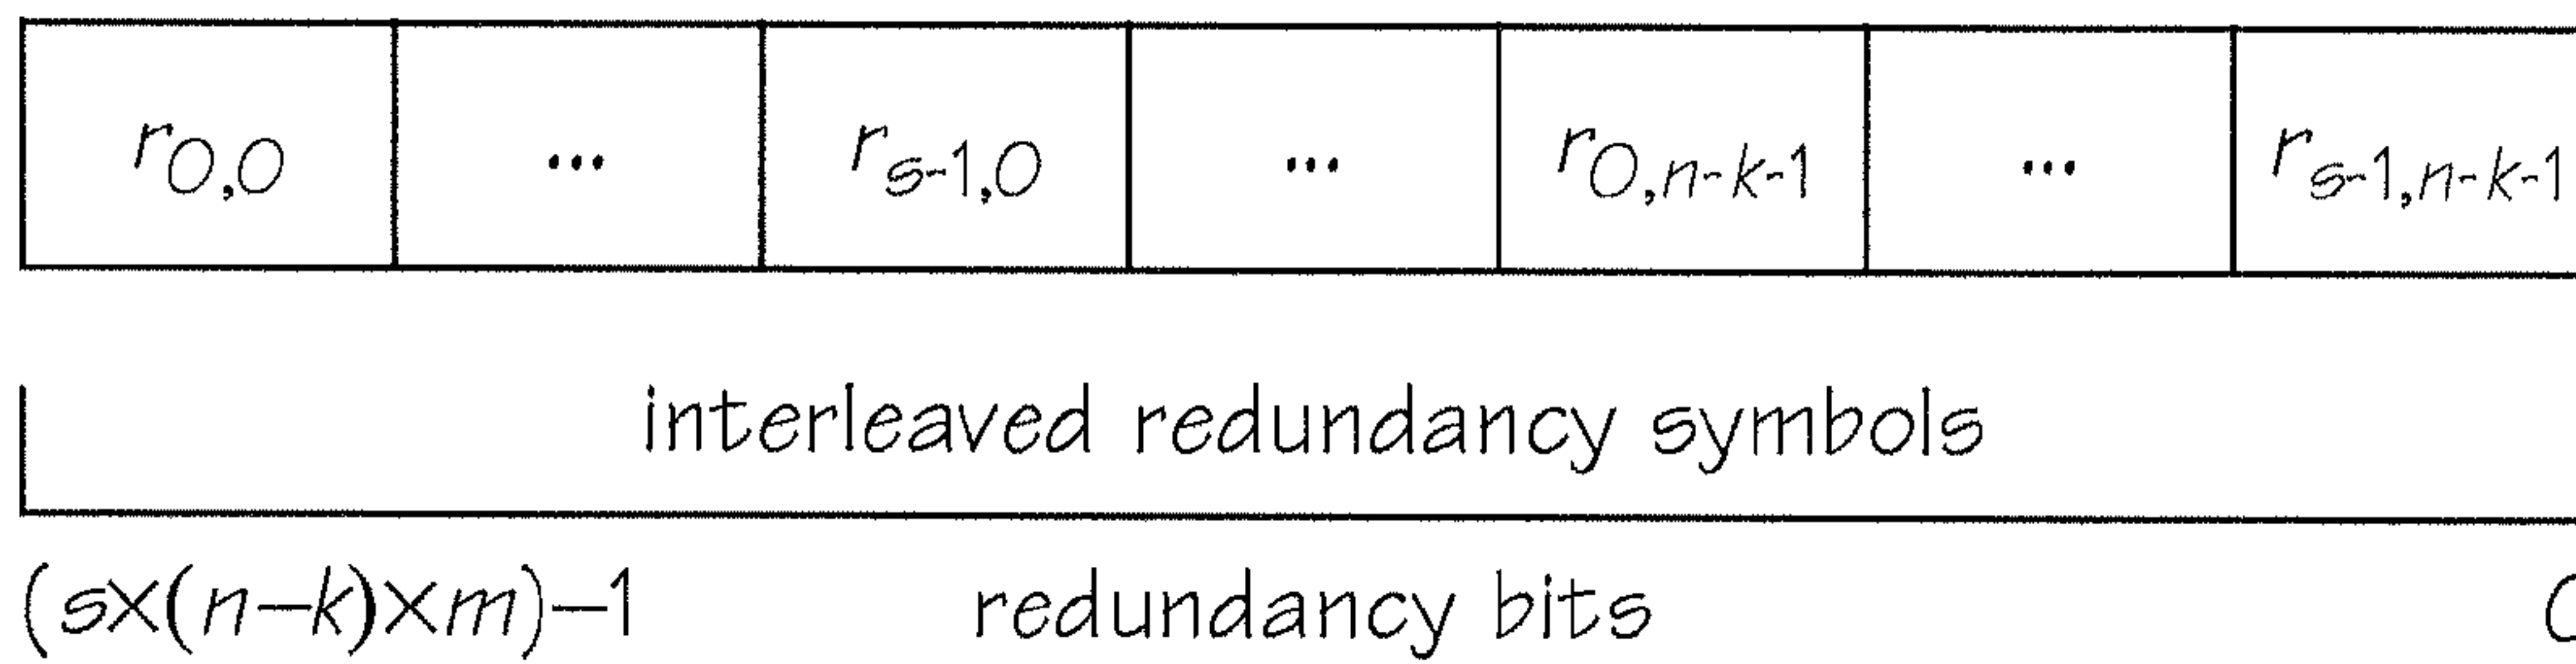 r0,0 ... rs-1,0 ... r0,n-k-1 ... rs-1,n-k-1
interleaved redundancy symbols
(s×(n−k)×m)−1 redundancy bits